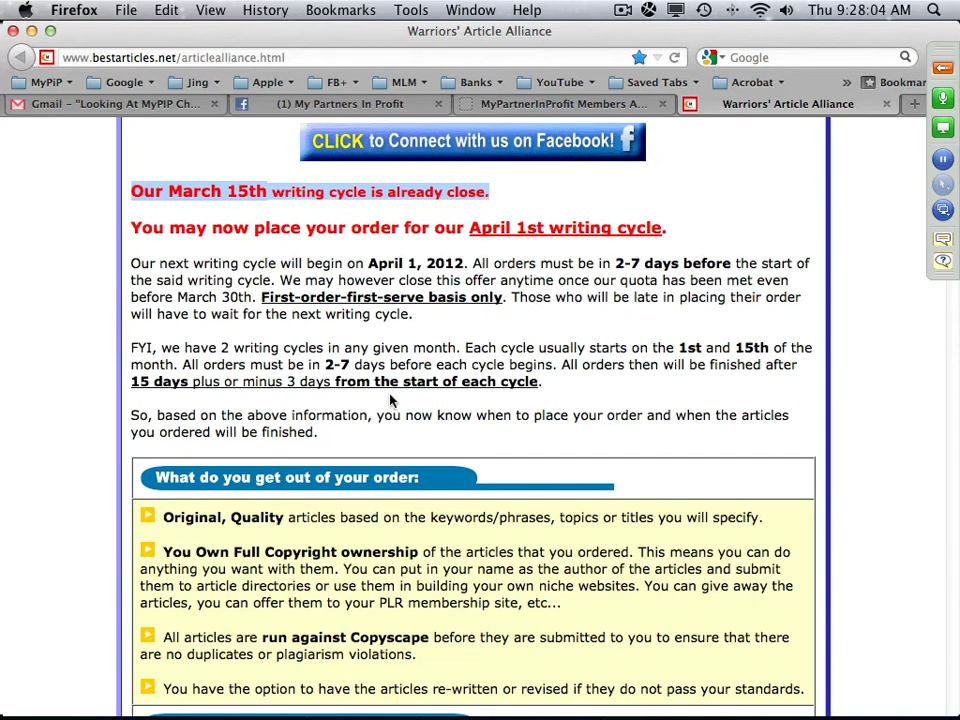 Firefox File Edit View History Bookmarks Tools Window Help Thu 9:28:04 AM
Warriors' Article Alliance
www.bestarticles.net/articlealliance.html Google
MyPiP Google Jing Apple FB+ MLM Banks YouTube Saved Tabs Acrobat » Bookmar
Gmail - "Looking At MyPIP Ch... (1) My Partners In Profit MyPartnerInProfit Members A... Warriors' Article Alliance
CLICK to Connect with us on Facebook! f
Our March 15th writing cycle is already close.
You may now place your order for our April 1st writing cycle.
Our next writing cycle will begin on April 1, 2012. All orders must be in 2-7 days before the start of
the said writing cycle. We may however close this offer anytime once our quota has been met even
before March 30th. First-order-first-serve basis only. Those who will be late in placing their order
will have to wait for the next writing cycle.
FYI, we have 2 writing cycles in any given month. Each cycle usually starts on the 1st and 15th of the
month. All orders must be in 2-7 days before each cycle begins. All orders then will be finished after
15 days plus or minus 3 days from the start of each cycle.
So, based on the above information, you now know when to place your order and when the articles
you ordered will be finished.
What do you get out of your order:
Original, Quality articles based on the keywords/phrases, topics or titles you will specify.
You Own Full Copyright ownership of the articles that you ordered. This means you can do
anything you want with them. You can put in your name as the author of the articles and submit
them to article directories or use them in building your own niche websites. You can give away the
articles, you can offer them to your PLR membership site, etc...
All articles are run against Copyscape before they are submitted to you to ensure that there
are no duplicates or plagiarism violations.
You have the option to have the articles re-written or revised if they do not pass your standards.